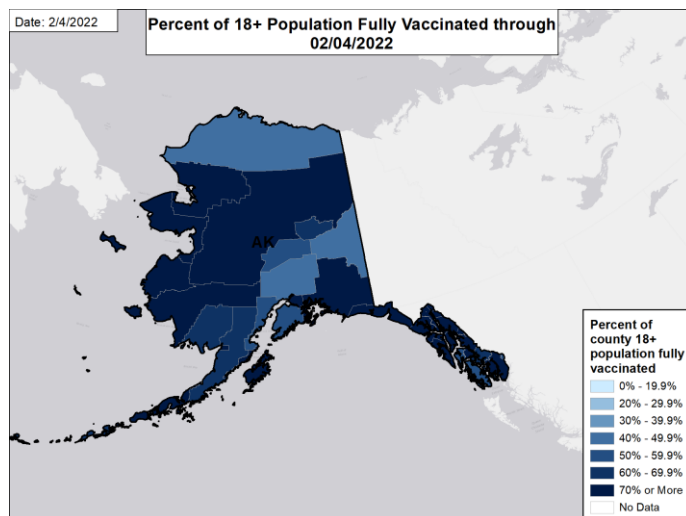 Date: 2/4/2022
Percent of 18+ Population Fully Vaccinated through
02/04/2022
AK
Percent of
county 18+
population fully
vaccinated
0% - 19.9%
20% - 29.9%
30% - 39.9%
40% - 49.9%
50% - 59.9%
60% - 69.9%
70% or More
No Data